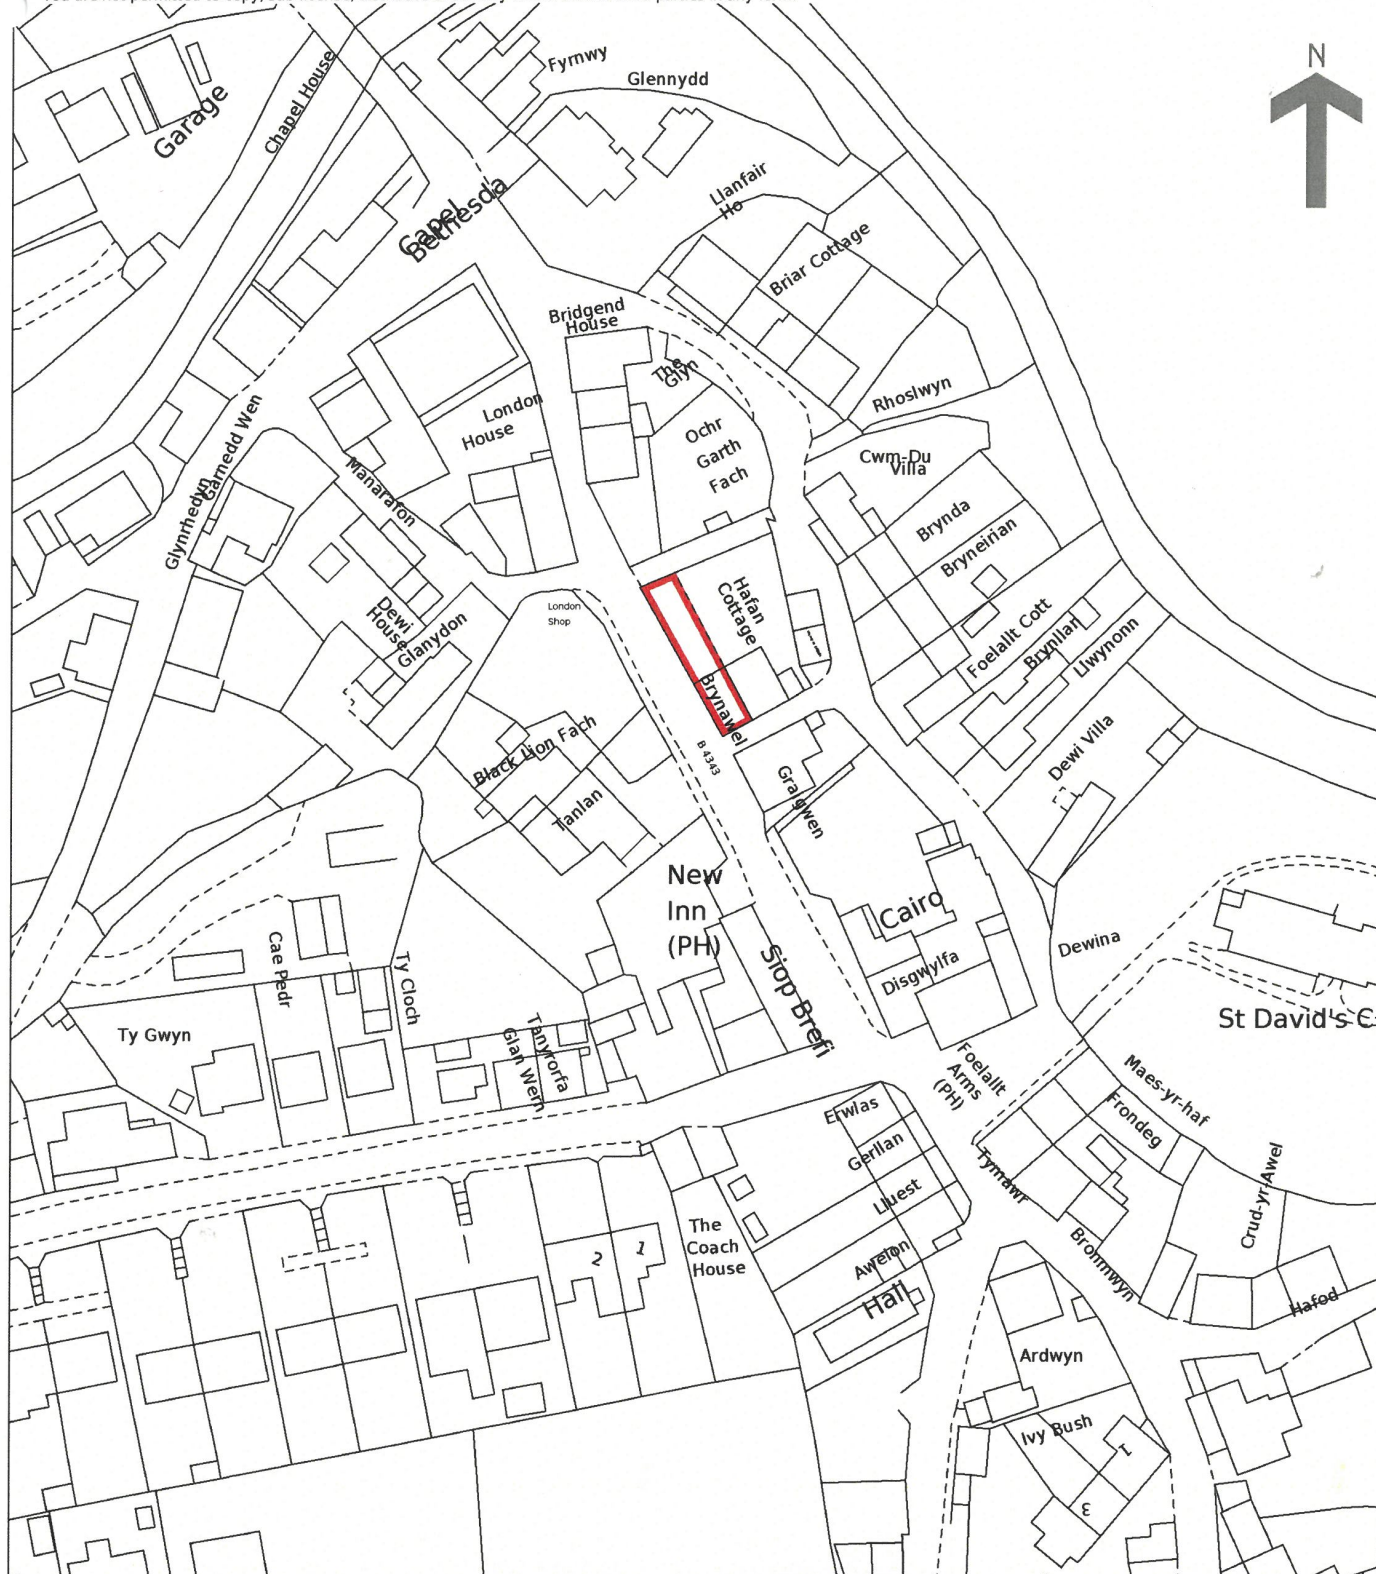 N
Fyrnwy
Glennydd
Garage
Chapel House
Llanfair
Ho
Capel
Bethesda
Briar Cottage
Bridgend
House
The
Glyn
Rhoslwyn
London
House
Ochr
Garth
Fach
Garnedd Wen
Glynrhedyn
Manarafon
Cwm-Du
Villa
Brynda
Bryneirian
Hafan
Cottage
London
Shop
Dewi
House
Glanydon
Foelallt Cott
Brynllan
Llwynonn
Brynawel
B 4343
Black Lion Fach
Tanlan
Graigwen
Dewi Villa
New
Inn
(PH)
Cairo
Siop Brefi
Disgwylfa
Dewina
St David's C
Cae Pedr
Ty Cloch
Ty Gwyn
Tanyrorfa
Glan Wern
Foelallt
Arms
(PH)
Maes-yr-haf
Frondeg
Erwlas
Gerllan
Lluest
Awelon
Hall
Tymawr
Bronmwyn
Crud-yr-Awel
Hafod
The
Coach
House
2
1
Ardwyn
Ivy Bush
1
3